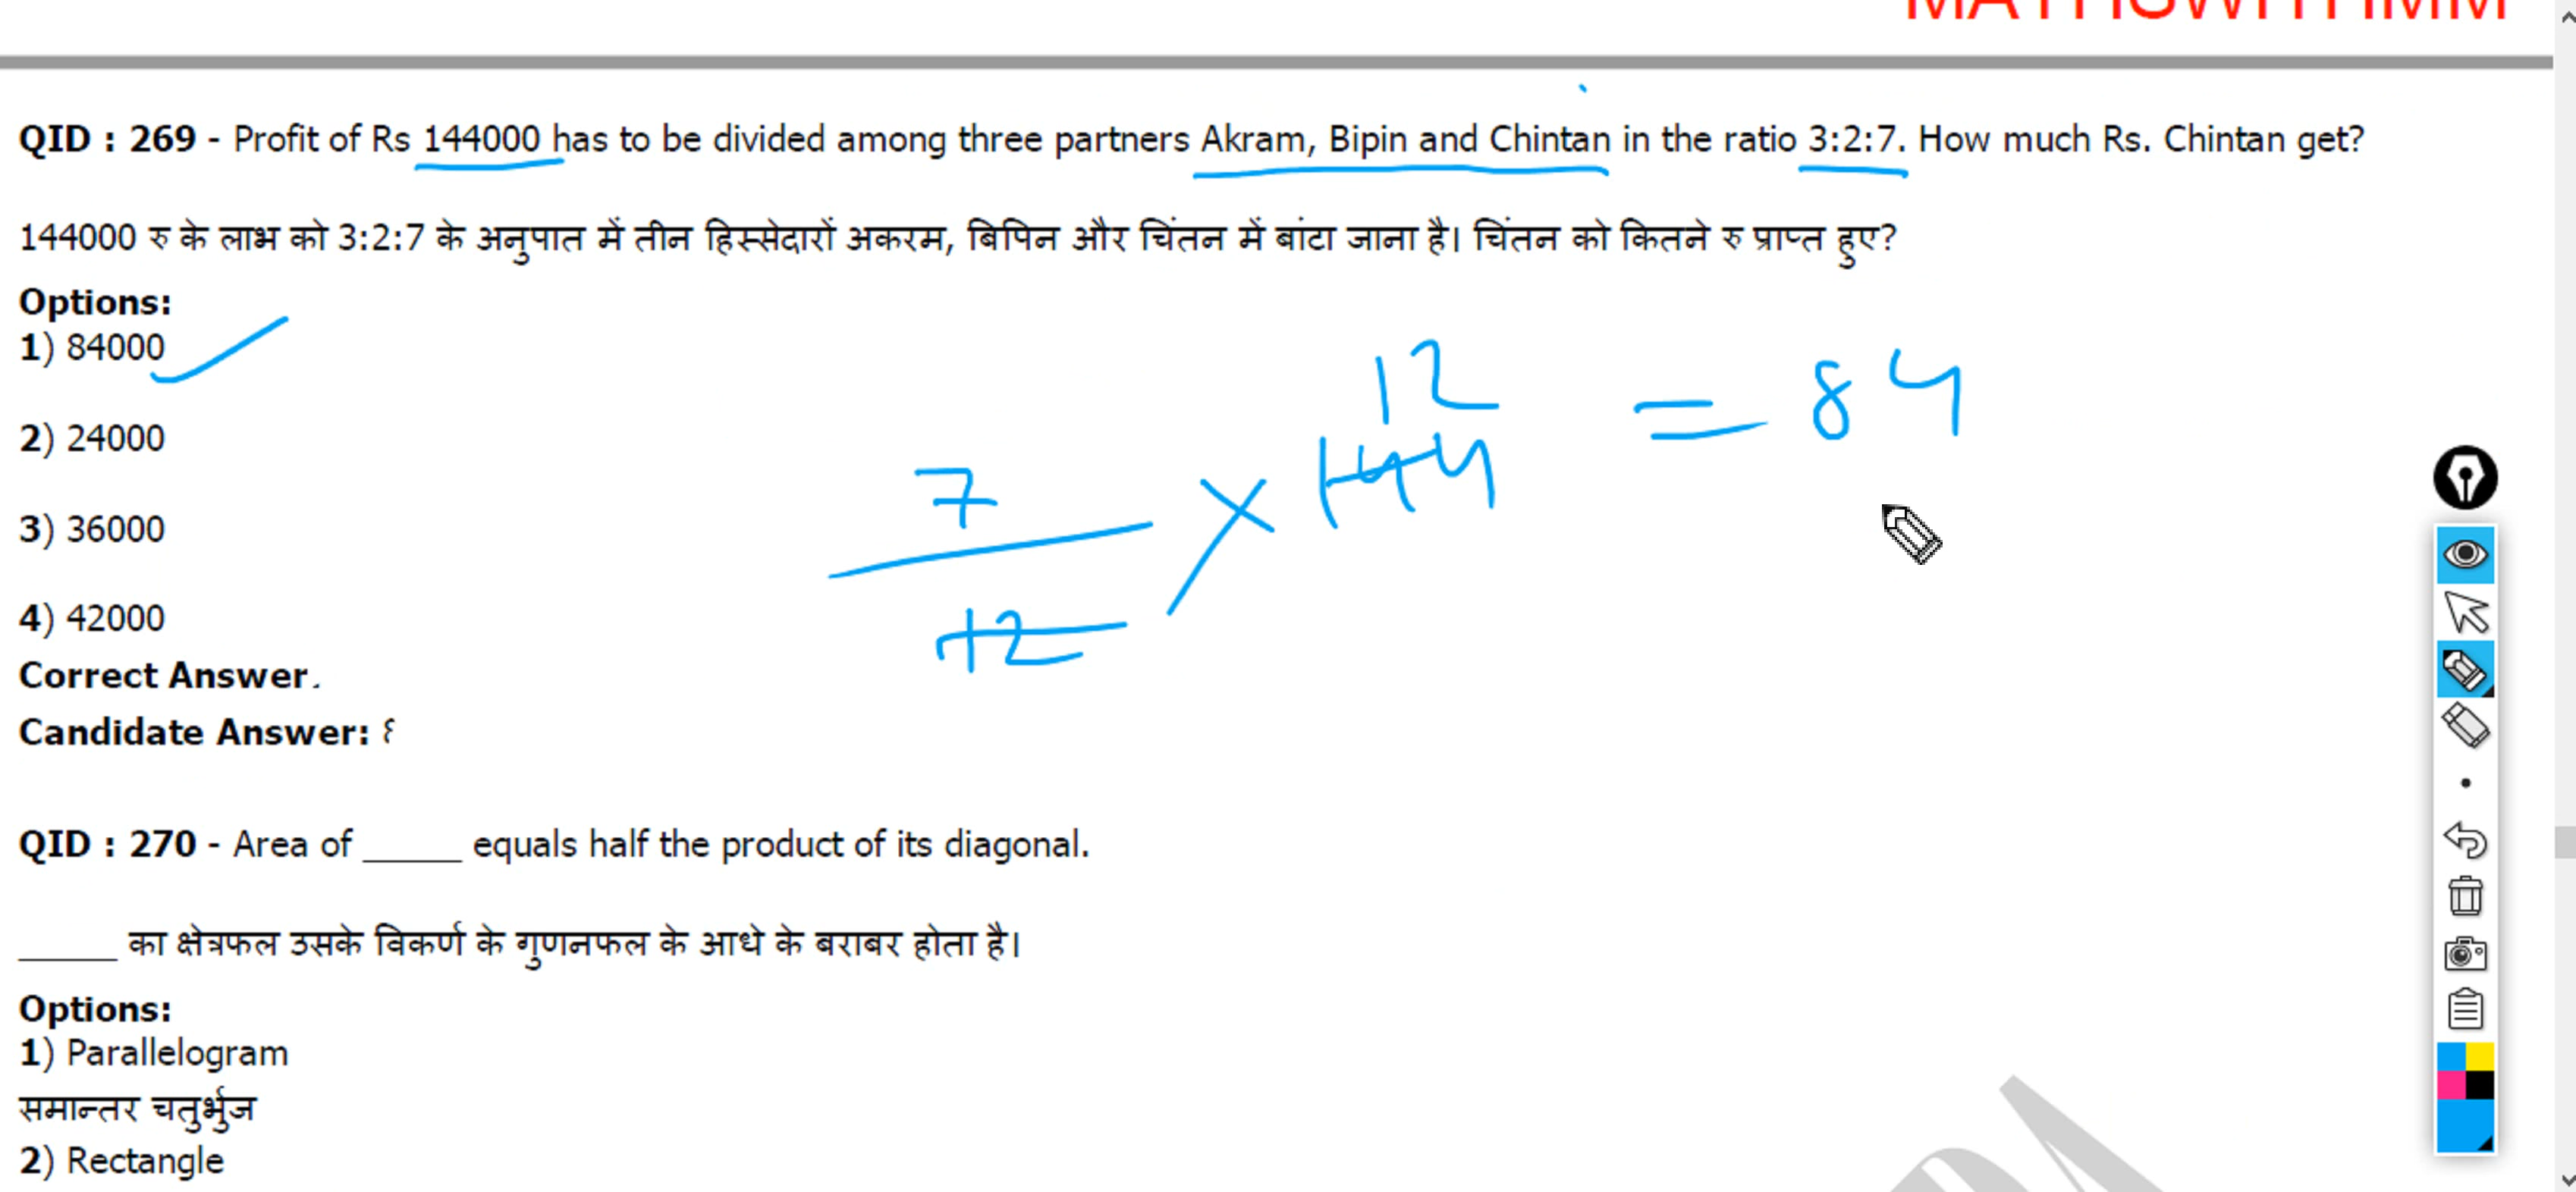 MATHSWITHMM
QID : 269 - Profit of Rs 144000 has to be divided among three partners Akram, Bipin and Chintan in the ratio 3:2:7. How much Rs. Chintan get?
144000 रु के लाभ को 3:2:7 के अनुपात में तीन हिस्सेदारों अकरम, बिपिन और चिंतन में बांटा जाना है। चिंतन को कितने रु प्राप्त हुए?
Options:
1) 84000
2) 24000
3) 36000
4) 42000
12
7 × 144 = 84
12
Correct Answer
Candidate Answer:
QID : 270 - Area of _____ equals half the product of its diagonal.
_____ का क्षेत्रफल उसके विकर्ण के गुणनफल के आधे के बराबर होता है।
Options:
1) Parallelogram
समान्तर चतुर्भुज
2) Rectangle